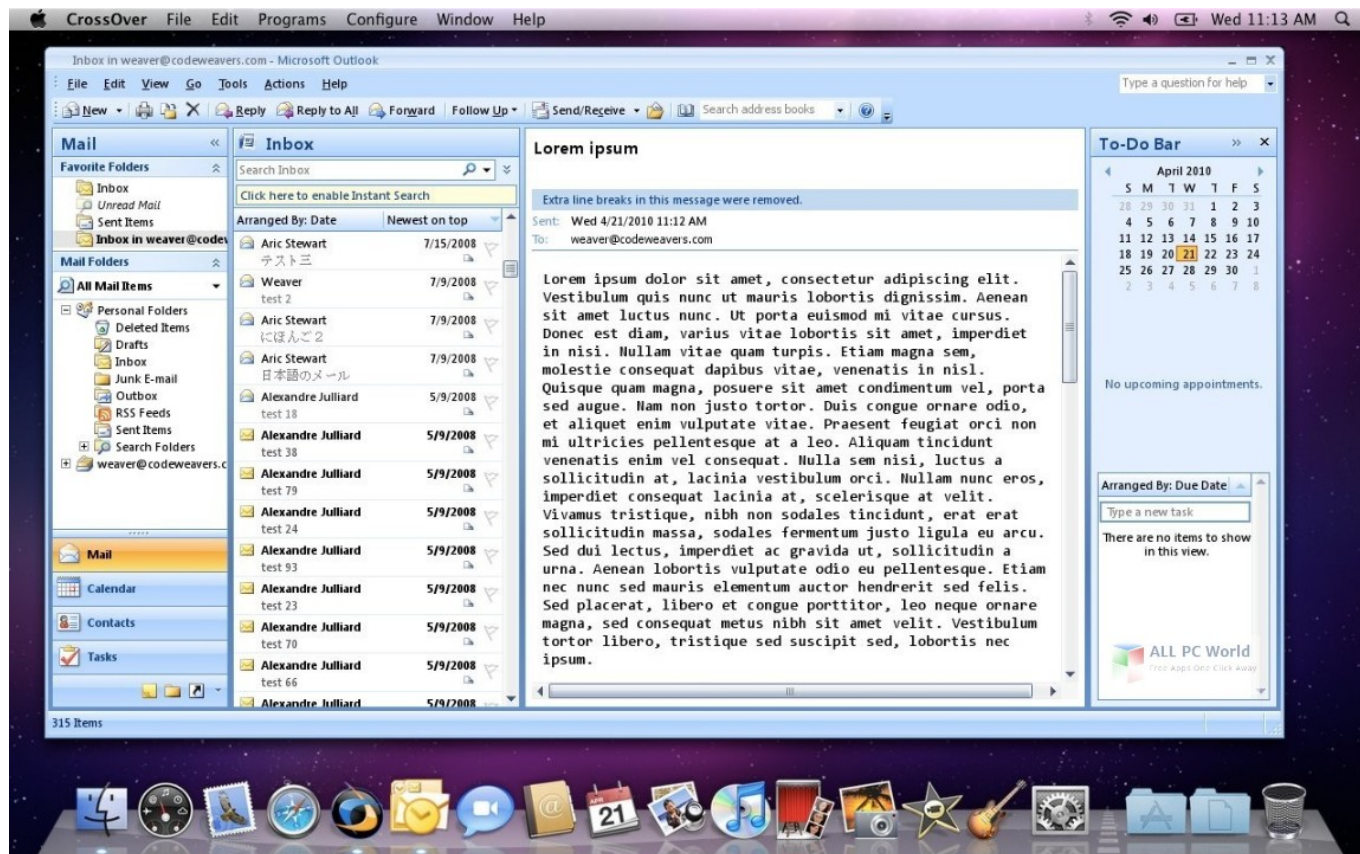 CrossOver File Edit Programs Configure Window Help Wed 11:13 AM
Inbox in weaver@codeweavers.com - Microsoft Outlook
File Edit View Go Tools Actions Help Type a question for help
New Reply Reply to All Forward Follow Up Send/Receive Search address books
Mail
Favorite Folders
Inbox
Unread Mail
Sent Items
Inbox in weaver@codew
Mail Folders
All Mail Items
Personal Folders
Deleted Items
Drafts
Inbox
Junk E-mail
Outbox
RSS Feeds
Sent Items
Search Folders
weaver@codeweavers.c
Mail
Calendar
Contacts
Tasks
Inbox
Search Inbox
Click here to enable Instant Search
Arranged By: Date Newest on top
Aric Stewart 7/15/2008
テスト三
Weaver 7/9/2008
test 2
Aric Stewart 7/9/2008
にほんご２
Aric Stewart 7/9/2008
日本語のメール
Alexandre Julliard 5/9/2008
test 18
Alexandre Julliard 5/9/2008
test 38
Alexandre Julliard 5/9/2008
test 79
Alexandre Julliard 5/9/2008
test 24
Alexandre Julliard 5/9/2008
test 93
Alexandre Julliard 5/9/2008
test 23
Alexandre Julliard 5/9/2008
test 70
Alexandre Julliard 5/9/2008
test 66
Alexandre Julliard 5/9/2008
Lorem ipsum
Extra line breaks in this message were removed.
Sent: Wed 4/21/2010 11:12 AM
To: weaver@codeweavers.com
Lorem ipsum dolor sit amet, consectetur adipiscing elit.
Vestibulum quis nunc ut mauris lobortis dignissim. Aenean
sit amet luctus nunc. Ut porta euismod mi vitae cursus.
Donec est diam, varius vitae lobortis sit amet, imperdiet
in nisi. Nullam vitae quam turpis. Etiam magna sem,
molestie consequat dapibus vitae, venenatis in nisl.
Quisque quam magna, posuere sit amet condimentum vel, porta
sed augue. Nam non justo tortor. Duis congue ornare odio,
et aliquet enim vulputate vitae. Praesent feugiat orci non
mi ultricies pellentesque at a leo. Aliquam tincidunt
venenatis enim vel consequat. Nulla sem nisi, luctus a
sollicitudin at, lacinia vestibulum orci. Nullam nunc eros,
imperdiet consequat lacinia at, scelerisque at velit.
Vivamus tristique, nibh non sodales tincidunt, erat erat
sollicitudin massa, sodales fermentum justo ligula eu arcu.
Sed dui lectus, imperdiet ac gravida ut, sollicitudin a
urna. Aenean lobortis vulputate odio eu pellentesque. Etiam
nec nunc sed mauris elementum auctor hendrerit sed felis.
Sed placerat, libero et congue porttitor, leo neque ornare
magna, sed consequat metus nibh sit amet velit. Vestibulum
tortor libero, tristique sed suscipit sed, lobortis nec
ipsum.
To-Do Bar
April 2010
S M T W T F S
28 29 30 31 1 2 3
4 5 6 7 8 9 10
11 12 13 14 15 16 17
18 19 20 21 22 23 24
25 26 27 28 29 30 1
2 3 4 5 6 7 8
No upcoming appointments.
Arranged By: Due Date
Type a new task
There are no items to show
in this view.
ALL PC World
Free Apps One Click Away
315 Items
APR
21